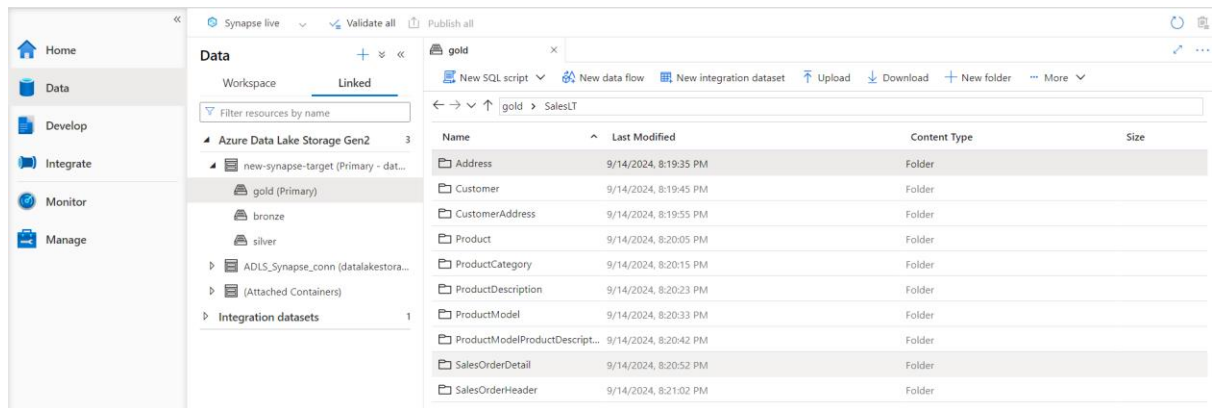 Synapse live
Validate all
Publish all
Home
Data
Develop
Integrate
Monitor
Manage
Data
Workspace
Linked
Filter resources by name
Azure Data Lake Storage Gen2 3
new-synapse-target (Primary - dat...
gold (Primary)
bronze
silver
ADLS_Synapse_conn (datalakestora...
(Attached Containers)
Integration datasets 1
gold
New SQL script New data flow New integration dataset Upload Download New folder More
gold SalesLT
Name Last Modified Content Type Size
Address 9/14/2024, 8:19:35 PM Folder
Customer 9/14/2024, 8:19:45 PM Folder
CustomerAddress 9/14/2024, 8:19:55 PM Folder
Product 9/14/2024, 8:20:05 PM Folder
ProductCategory 9/14/2024, 8:20:15 PM Folder
ProductDescription 9/14/2024, 8:20:23 PM Folder
ProductModel 9/14/2024, 8:20:33 PM Folder
ProductModelProductDescript... 9/14/2024, 8:20:42 PM Folder
SalesOrderDetail 9/14/2024, 8:20:52 PM Folder
SalesOrderHeader 9/14/2024, 8:21:02 PM Folder